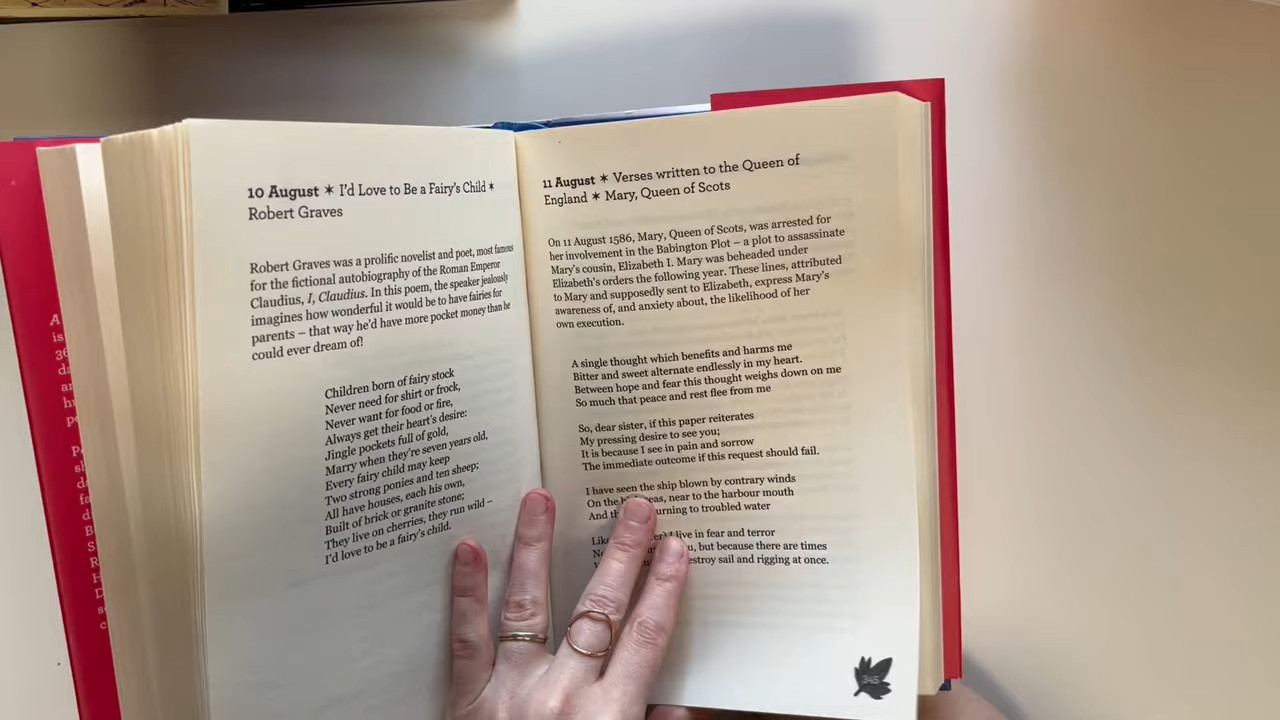 10 August ✶ I'd Love to Be a Fairy's Child ✶
Robert Graves
Robert Graves was a prolific novelist and poet, most famous
for the fictional autobiography of the Roman Emperor
Claudius, I, Claudius. In this poem, the speaker jealously
imagines how wonderful it would be to have fairies for
parents – that way he'd have more pocket money than he
could ever dream of!
Children born of fairy stock
Never need for shirt or frock,
Never want for food or fire,
Always get their heart's desire:
Jingle pockets full of gold,
Marry when they're seven years old,
Every fairy child may keep
Two strong ponies and ten sheep;
All have houses, each his own,
Built of brick or granite stone;
They live on cherries, they run wild –
I'd love to be a fairy's child.
11 August ✶ Verses written to the Queen of
England ✶ Mary, Queen of Scots
On 11 August 1586, Mary, Queen of Scots, was arrested for
her involvement in the Babington Plot – a plot to assassinate
Mary's cousin, Elizabeth I. Mary was beheaded under
Elizabeth's orders the following year. These lines, attributed
to Mary and supposedly sent to Elizabeth, express Mary's
awareness of, and anxiety about, the likelihood of her
own execution.
A single thought which benefits and harms me
Bitter and sweet alternate endlessly in my heart.
Between hope and fear this thought weighs down on me
So much that peace and rest flee from me
So, dear sister, if this paper reiterates
My pressing desire to see you;
It is because I see in pain and sorrow
The immediate outcome if this request should fail.
I have seen the ship blown by contrary winds
On the seas, near to the harbour mouth
And turning to troubled water
I live in fear and terror
but because there are times
destroy sail and rigging at once.
345